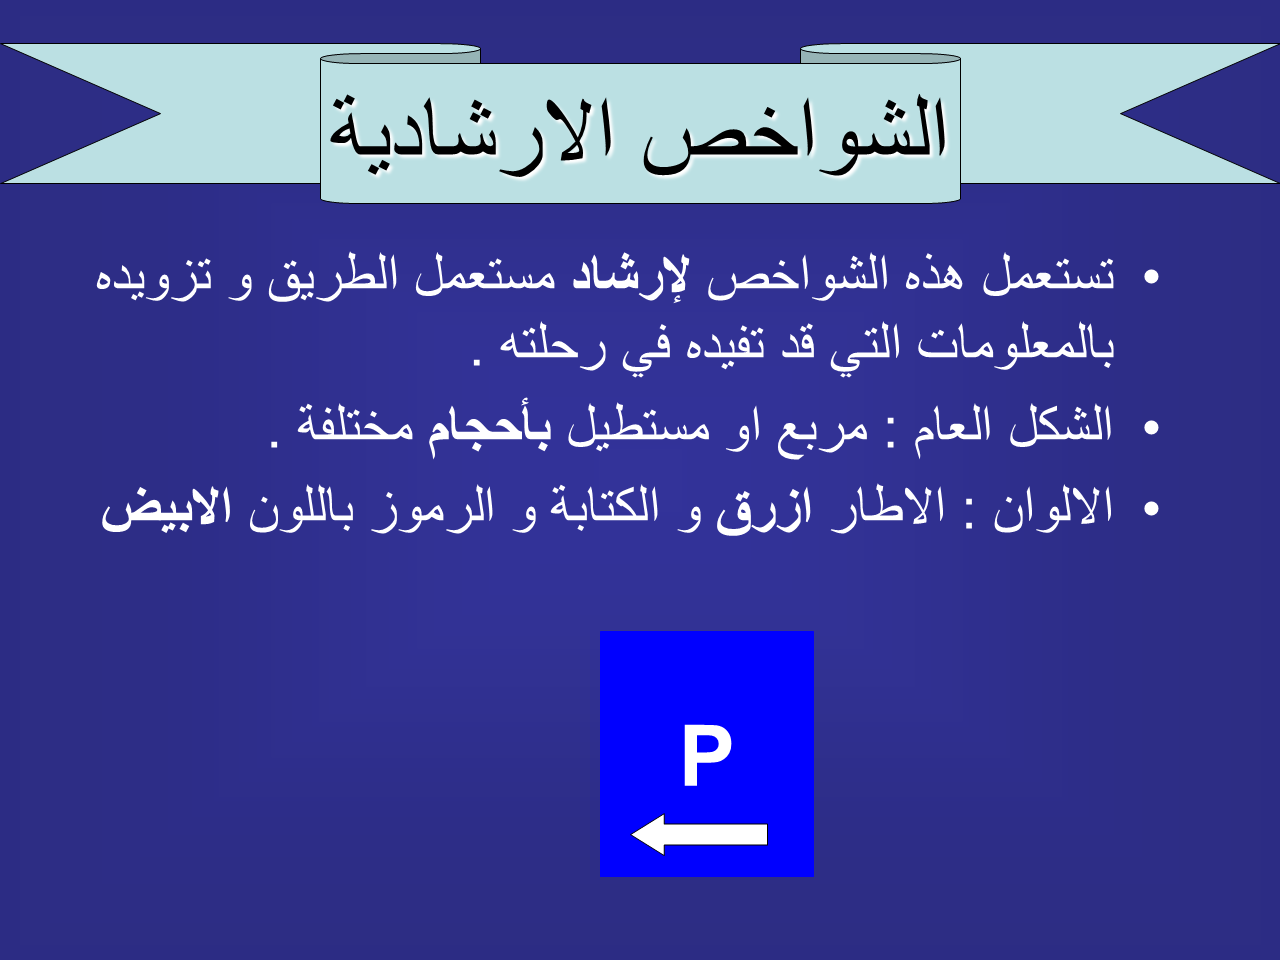 الشواخص الارشادية
• تستعمل هذه الشواخص لإرشاد مستعمل الطريق و تزويده
بالمعلومات التي قد تفيده في رحلته .
• الشكل العام : مربع او مستطيل بأحجام مختلفة .
• الالوان : الاطار ازرق و الكتابة و الرموز باللون الابيض
P